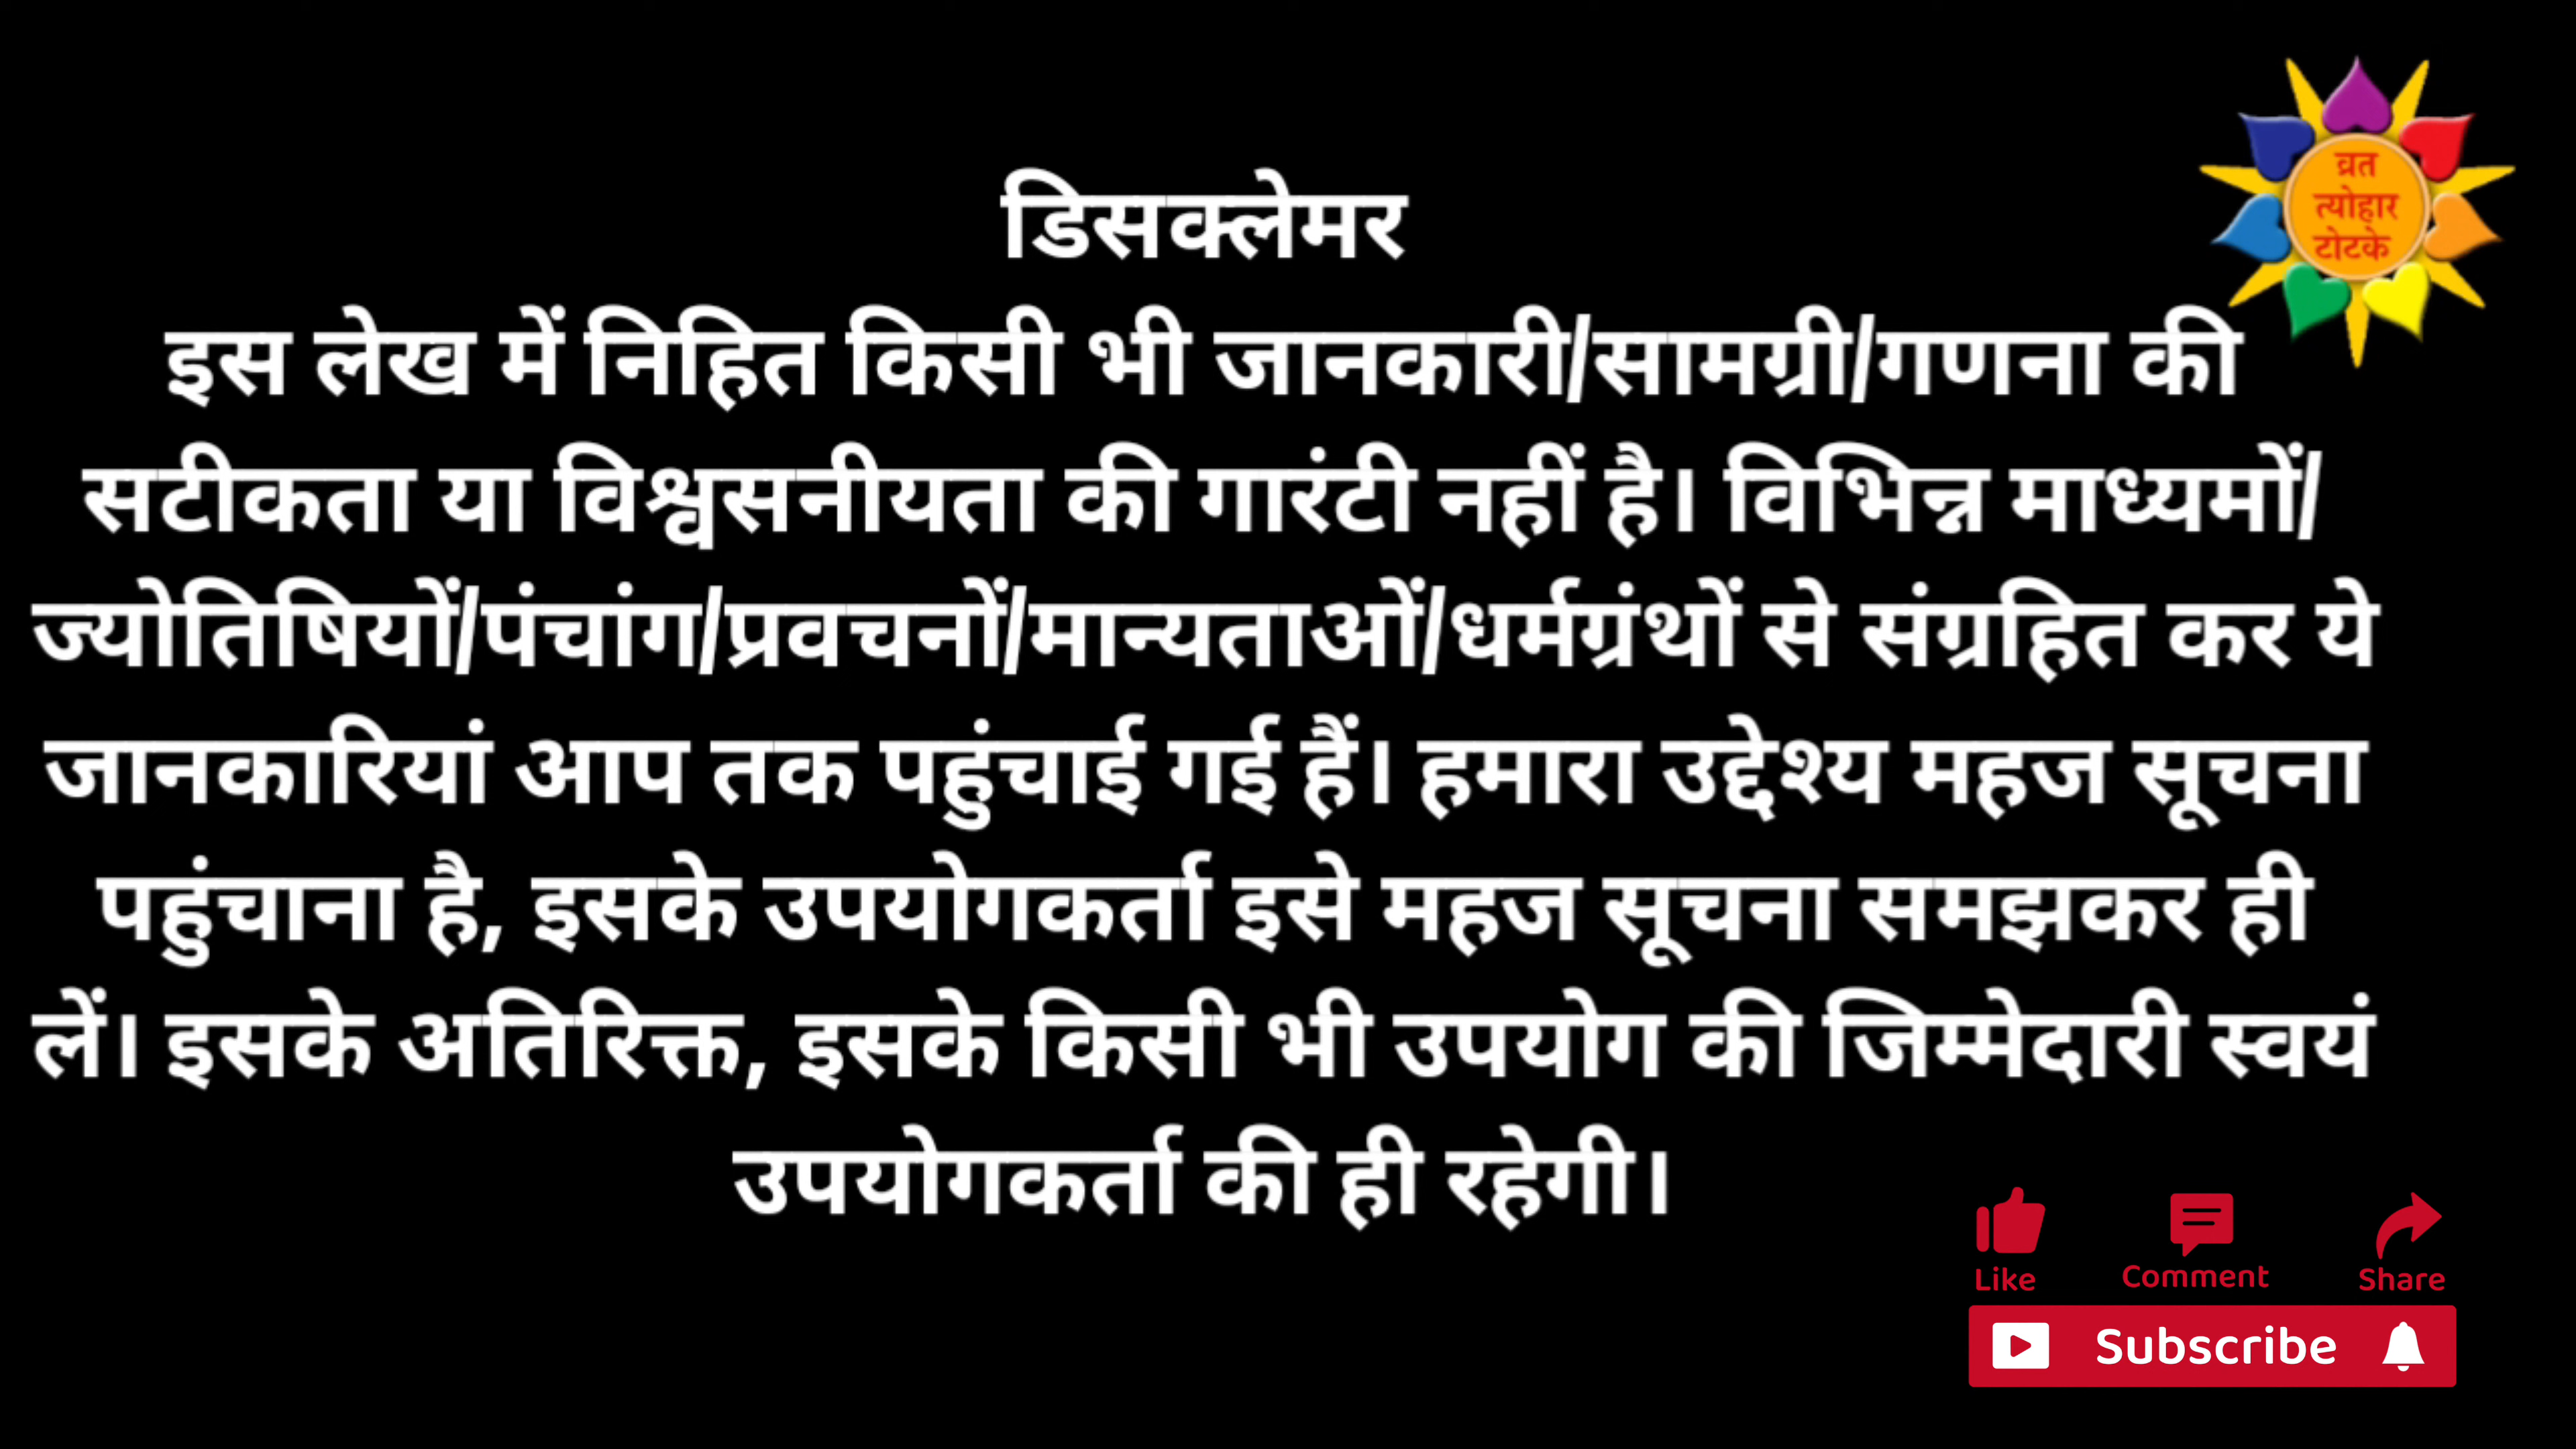 व्रत
त्योहार
टोटके
डिसक्लेमर
इस लेख में निहित किसी भी जानकारी/सामग्री/गणना की
सटीकता या विश्वसनीयता की गारंटी नहीं है। विभिन्न माध्यमों/
ज्योतिषियों/पंचांग/प्रवचनों/मान्यताओं/धर्मग्रंथों से संग्रहित कर ये
जानकारियां आप तक पहुंचाई गई हैं। हमारा उद्देश्य महज सूचना
पहुंचाना है, इसके उपयोगकर्ता इसे महज सूचना समझकर ही
लें। इसके अतिरिक्त, इसके किसी भी उपयोग की जिम्मेदारी स्वयं
उपयोगकर्ता की ही रहेगी।
Like Comment Share
Subscribe